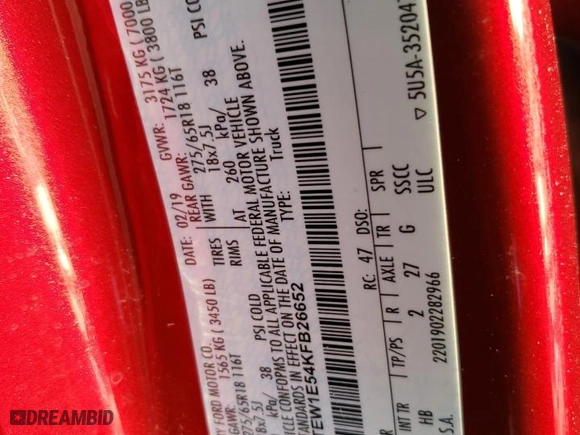 Y FORD MOTOR CO.
DATE: 02/19 GVWR: 3175 KG ( 7000
GAWR: 1565 KG ( 3450 LB) REAR GAWR: 1724 KG ( 3800 LB
275/65R18 116T TIRES 275/65R18 116T
18x7.5J RIMS WITH 18x7.5J
kPa/ 38 PSI COLD AT 260 kPa/ 38 PSI CO
ICLE CONFORMS TO ALL APPLICABLE FEDERAL MOTOR VEHICLE
STANDARDS IN EFFECT ON THE DATE OF MANUFACTURE SHOWN ABOVE.
TEW1E54KFB26652 TYPE: Truck
RC: 47 DSO:
INT TR TP/PS R AXLE TR SPR
HB 2 27 G SSCC
2201902282966 ULC
.S.A. ▽ 5U5A-35204
DREAMBID